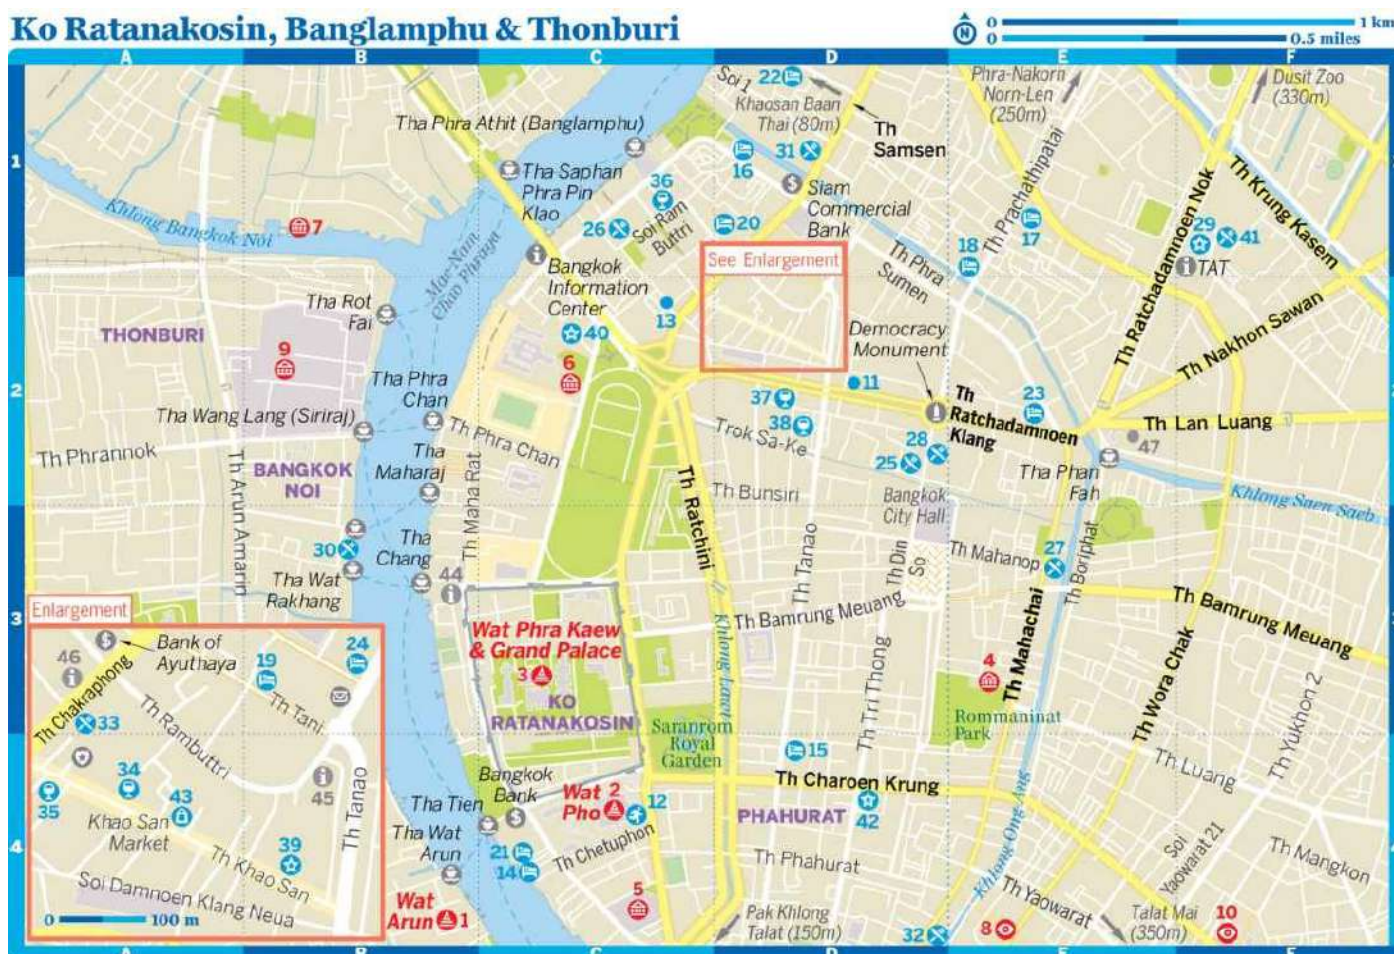 Ko Ratanakosin, Banglamphu & Thonburi
N
0
1 km
0
0.5 miles
A
B
C
D
E
F
1
2
3
4
22
Soi 1
Khaosan Baan
Thai (80m)
Th
Samsen
Phra-Nakorn
Norn-Len
(250m)
Dusit Zoo
(330m)
Tha Phra Athit (Banglamphu)
Tha Saphan
Phra Pin
Klao
36
16
31
Siam
Commercial
Bank
Th Prachathipatai
Th Krung Kasem
Th Ratchadamnoen Nok
Khlong Bangkok Noi
7
26
Soi Ram
Buttri
20
18
17
29
41
TAT
Mae Nam
Chao Phraya
Bangkok
Information
Center
See Enlargement
Th Phra
Sumen
Tha Rot
Fai
THONBURI
9
40
13
Democracy
Monument
Th Nakhon Sawan
Tha Phra
Chan
6
11
37
38
Th
Ratchadamnoen
Klang
23
Th Lan Luang
47
Tha Wang Lang (Siriraj)
Th Phra Chan
Trok Sa-Ke
28
25
Tha Phan
Fah
Th Phrannok
Th Arun Amarin
BANGKOK
NOI
Tha
Maharaj
Th Maha Rat
Th Ratchini
Th Bunsiri
Bangkok
City Hall
Khlong Saen Saeb
30
Tha Wat
Rakhang
Tha
Chang
44
Th Tanao
Th Din
So
Th Mahanop
27
Th Boriphat
Th Bamrung Meuang
Th Bamrung Meuang
Wat Phra Kaew
& Grand Palace
3
KO
RATANAKOSIN
Khlong Lawt
Saranrom
Royal
Garden
Th Tri Thong
4
Rommaninat
Park
Th Mahachai
Th Wora Chak
Th Yukhon 2
Th Luang
15
Th Charoen Krung
42
PHAHURAT
Bangkok
Bank
Wat
Pho
2
12
Tha Tien
Tha Wat
Arun
21
14
Th Chetuphon
Th Phahurat
Khlong Ong Ang
Soi
Yaowarat 21
Th Mangkon
Wat
Arun
1
5
Pak Khlong
Talat (150m)
32
8
Th Yaowarat
Talat Mai
(350m)
10
Enlargement
Bank of
Ayuthaya
46
19
24
Th Chakraphong
33
Th Rambuttri
Th Tani
34
35
43
Khao San
Market
45
Th Tanao
39
Th Khao San
Soi Damnoen Klang Neua
0
100 m
A
B
C
D
E
F